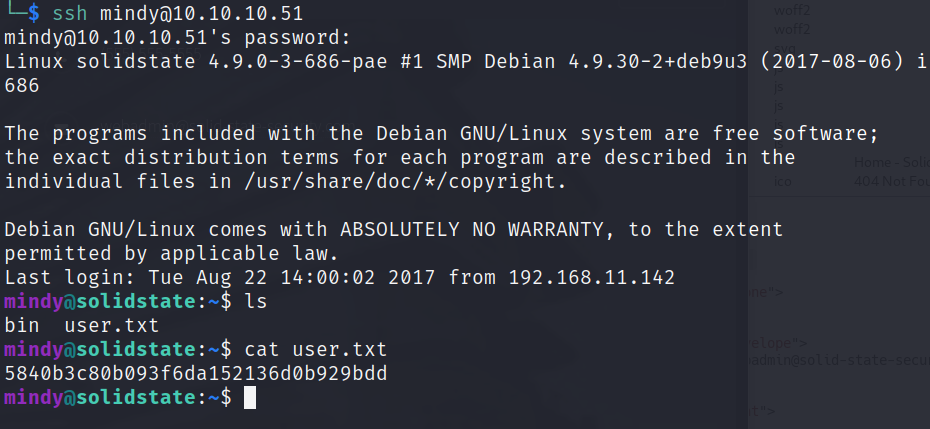 └─$ ssh mindy@10.10.10.51
mindy@10.10.10.51's password:
Linux solidstate 4.9.0-3-686-pae #1 SMP Debian 4.9.30-2+deb9u3 (2017-08-06) i
686
The programs included with the Debian GNU/Linux system are free software;
the exact distribution terms for each program are described in the
individual files in /usr/share/doc/*/copyright.
Debian GNU/Linux comes with ABSOLUTELY NO WARRANTY, to the extent
permitted by applicable law.
Last login: Tue Aug 22 14:00:02 2017 from 192.168.11.142
mindy@solidstate:~$ ls
bin  user.txt
mindy@solidstate:~$ cat user.txt
5840b3c80b093f6da152136d0b929bdd
mindy@solidstate:~$
woff2
woff2
js
js
Home - Soli
ico
404 Not Fou
elope">
admin@solid-state-secu